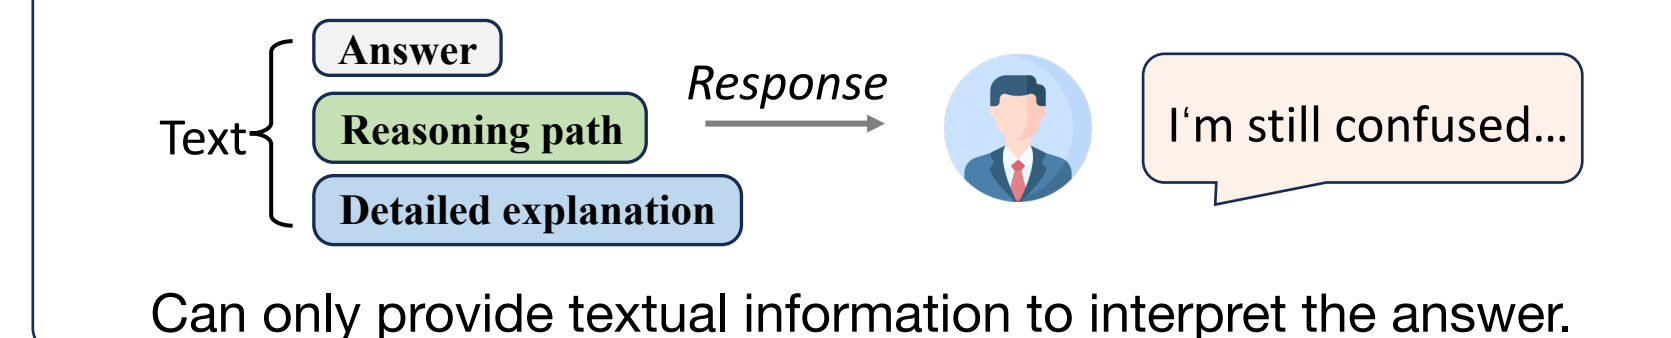 Answer
Text
Reasoning path
Detailed explanation
Response
I‘m still confused...
Can only provide textual information to interpret the answer.